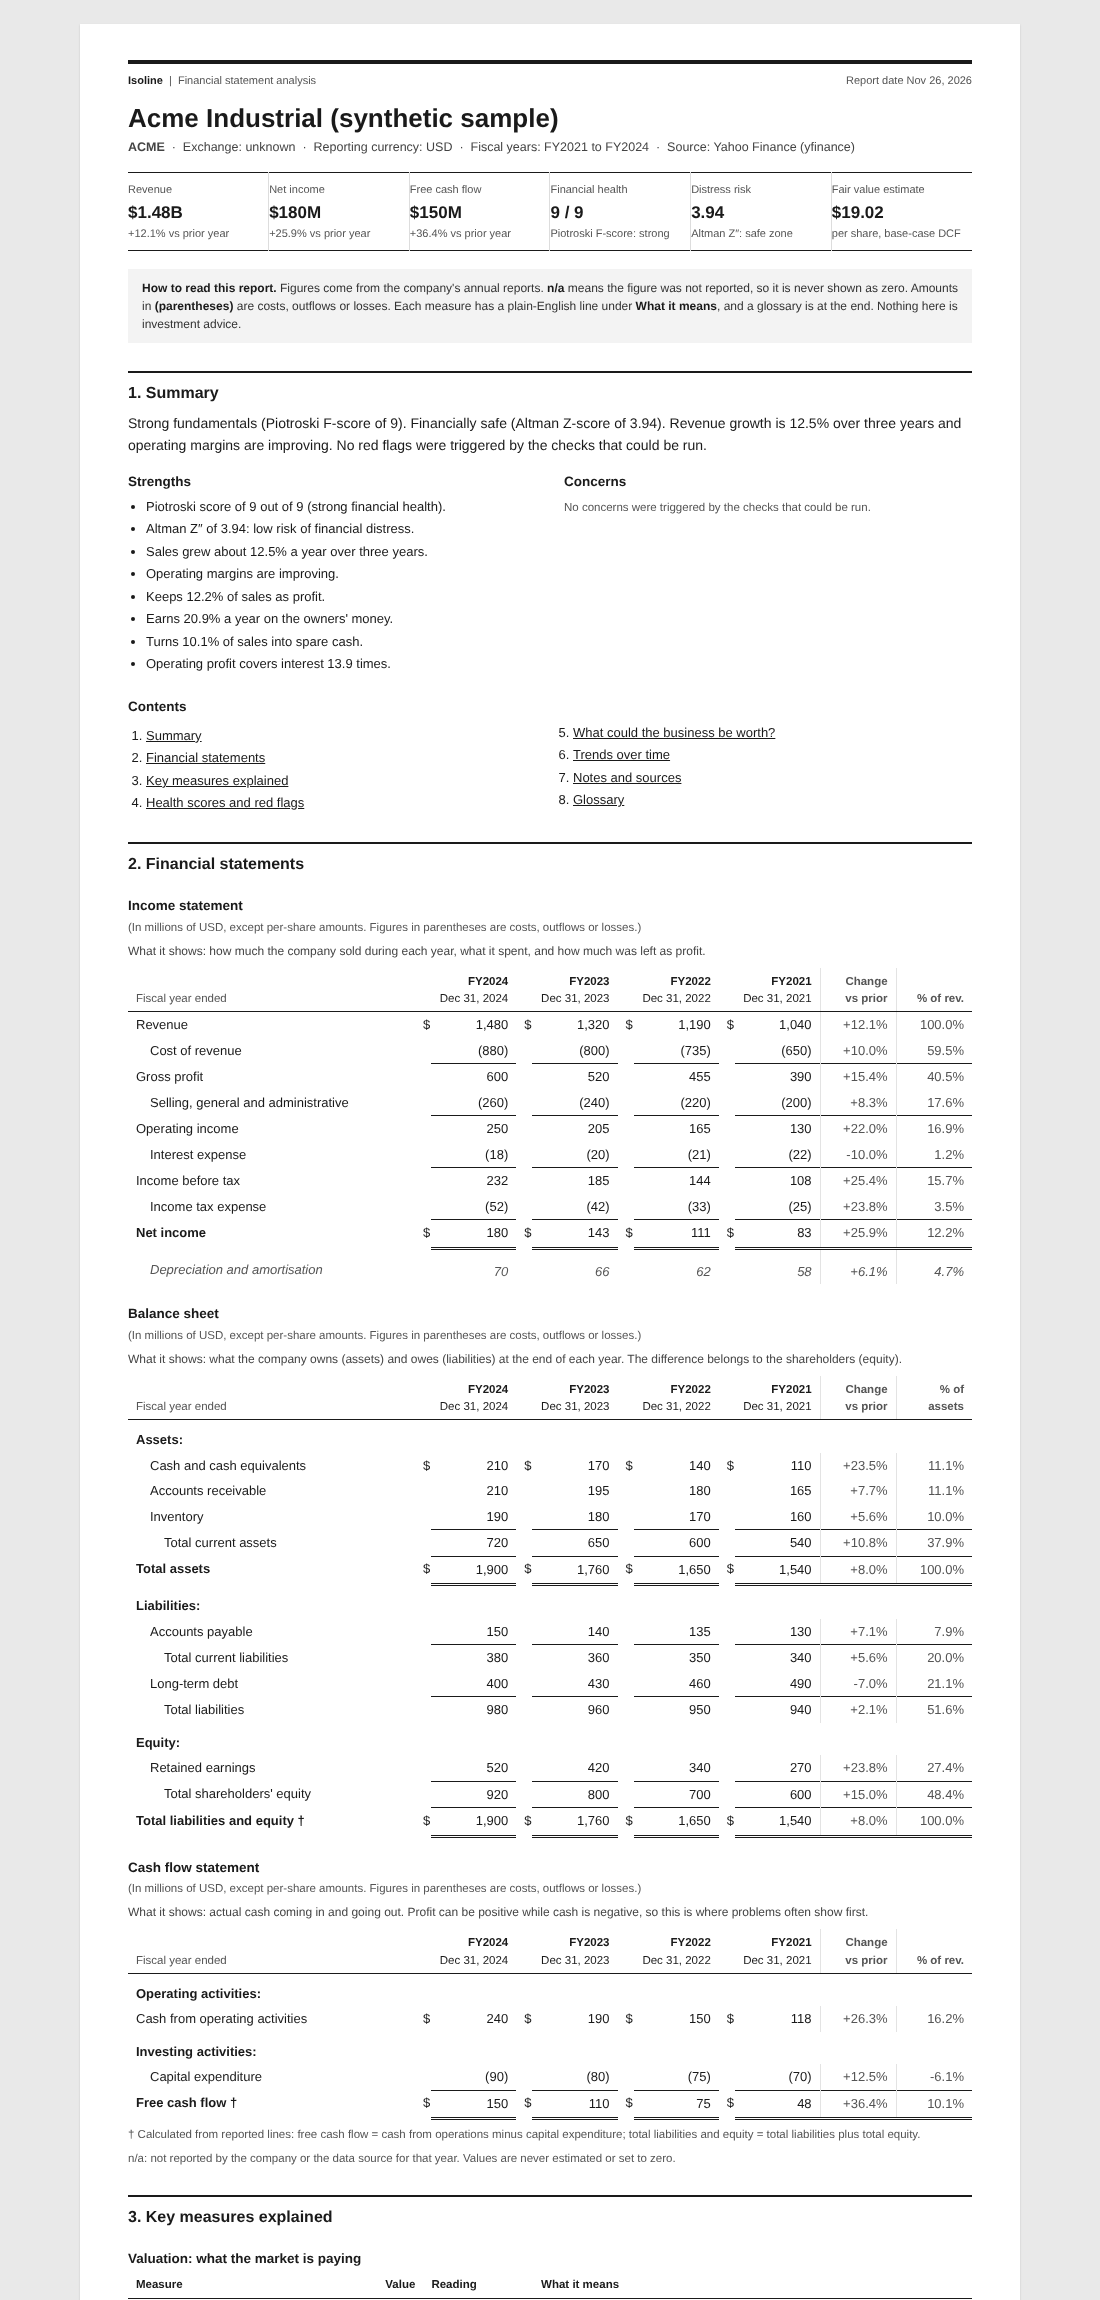 Isoline | Financial statement analysis Report date Nov 26, 2026
Acme Industrial (synthetic sample)
ACME · Exchange: unknown · Reporting currency: USD · Fiscal years: FY2021 to FY2024 · Source: Yahoo Finance (yfinance)
Revenue Net income Free cash flow Financial health Distress risk Fair value estimate
$1.48B $180M $150M 9 / 9 3.94 $19.02
+12.1% vs prior year +25.9% vs prior year +36.4% vs prior year Piotroski F-score: strong Altman Z″: safe zone per share, base-case DCF
How to read this report. Figures come from the company's annual reports. n/a means the figure was not reported, so it is never shown as zero. Amounts
in (parentheses) are costs, outflows or losses. Each measure has a plain-English line under What it means, and a glossary is at the end. Nothing here is
investment advice.
1. Summary
Strong fundamentals (Piotroski F-score of 9). Financially safe (Altman Z-score of 3.94). Revenue growth is 12.5% over three years and
operating margins are improving. No red flags were triggered by the checks that could be run.
Strengths
• Piotroski score of 9 out of 9 (strong financial health).
• Altman Z″ of 3.94: low risk of financial distress.
• Sales grew about 12.5% a year over three years.
• Operating margins are improving.
• Keeps 12.2% of sales as profit.
• Earns 20.9% a year on the owners' money.
• Turns 10.1% of sales into spare cash.
• Operating profit covers interest 13.9 times.
Concerns
No concerns were triggered by the checks that could be run.
Contents
1. Summary
2. Financial statements
3. Key measures explained
4. Health scores and red flags
5. What could the business be worth?
6. Trends over time
7. Notes and sources
8. Glossary
2. Financial statements
Income statement
(In millions of USD, except per-share amounts. Figures in parentheses are costs, outflows or losses.)
What it shows: how much the company sold during each year, what it spent, and how much was left as profit.
FY2024 FY2023 FY2022 FY2021 Change
Fiscal year ended Dec 31, 2024 Dec 31, 2023 Dec 31, 2022 Dec 31, 2021 vs prior % of rev.
Revenue $ 1,480 $ 1,320 $ 1,190 $ 1,040 +12.1% 100.0%
Cost of revenue (880) (800) (735) (650) +10.0% 59.5%
Gross profit 600 520 455 390 +15.4% 40.5%
Selling, general and administrative (260) (240) (220) (200) +8.3% 17.6%
Operating income 250 205 165 130 +22.0% 16.9%
Interest expense (18) (20) (21) (22) -10.0% 1.2%
Income before tax 232 185 144 108 +25.4% 15.7%
Income tax expense (52) (42) (33) (25) +23.8% 3.5%
Net income $ 180 $ 143 $ 111 $ 83 +25.9% 12.2%
Depreciation and amortisation 70 66 62 58 +6.1% 4.7%
Balance sheet
(In millions of USD, except per-share amounts. Figures in parentheses are costs, outflows or losses.)
What it shows: what the company owns (assets) and owes (liabilities) at the end of each year. The difference belongs to the shareholders (equity).
FY2024 FY2023 FY2022 FY2021 Change % of
Fiscal year ended Dec 31, 2024 Dec 31, 2023 Dec 31, 2022 Dec 31, 2021 vs prior assets
Assets:
Cash and cash equivalents $ 210 $ 170 $ 140 $ 110 +23.5% 11.1%
Accounts receivable 210 195 180 165 +7.7% 11.1%
Inventory 190 180 170 160 +5.6% 10.0%
Total current assets 720 650 600 540 +10.8% 37.9%
Total assets $ 1,900 $ 1,760 $ 1,650 $ 1,540 +8.0% 100.0%
Liabilities:
Accounts payable 150 140 135 130 +7.1% 7.9%
Total current liabilities 380 360 350 340 +5.6% 20.0%
Long-term debt 400 430 460 490 -7.0% 21.1%
Total liabilities 980 960 950 940 +2.1% 51.6%
Equity:
Retained earnings 520 420 340 270 +23.8% 27.4%
Total shareholders' equity 920 800 700 600 +15.0% 48.4%
Total liabilities and equity † $ 1,900 $ 1,760 $ 1,650 $ 1,540 +8.0% 100.0%
Cash flow statement
(In millions of USD, except per-share amounts. Figures in parentheses are costs, outflows or losses.)
What it shows: actual cash coming in and going out. Profit can be positive while cash is negative, so this is where problems often show first.
FY2024 FY2023 FY2022 FY2021 Change
Fiscal year ended Dec 31, 2024 Dec 31, 2023 Dec 31, 2022 Dec 31, 2021 vs prior % of rev.
Operating activities:
Cash from operating activities $ 240 $ 190 $ 150 $ 118 +26.3% 16.2%
Investing activities:
Capital expenditure (90) (80) (75) (70) +12.5% -6.1%
Free cash flow † $ 150 $ 110 $ 75 $ 48 +36.4% 10.1%
† Calculated from reported lines: free cash flow = cash from operations minus capital expenditure; total liabilities and equity = total liabilities plus total equity.
n/a: not reported by the company or the data source for that year. Values are never estimated or set to zero.
3. Key measures explained
Valuation: what the market is paying
Measure Value Reading What it means